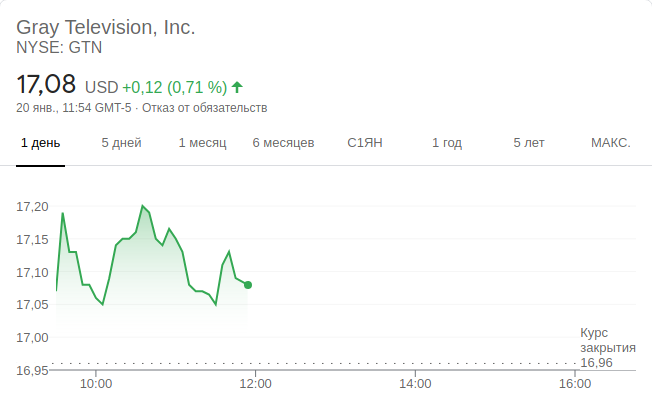 Gray Television, Inc.
NYSE: GTN
17,08 USD +0,12 (0,71 %)
20 янв., 11:54 GMT-5 · Отказ от обязательств
1 день 5 дней 1 месяц 6 месяцев С1ЯН 1 год 5 лет МАКС.
17,20
17,15
17,10
17,05
17,00
Курс
закрытия
16,96
16,95
10:00 12:00 14:00 16:00